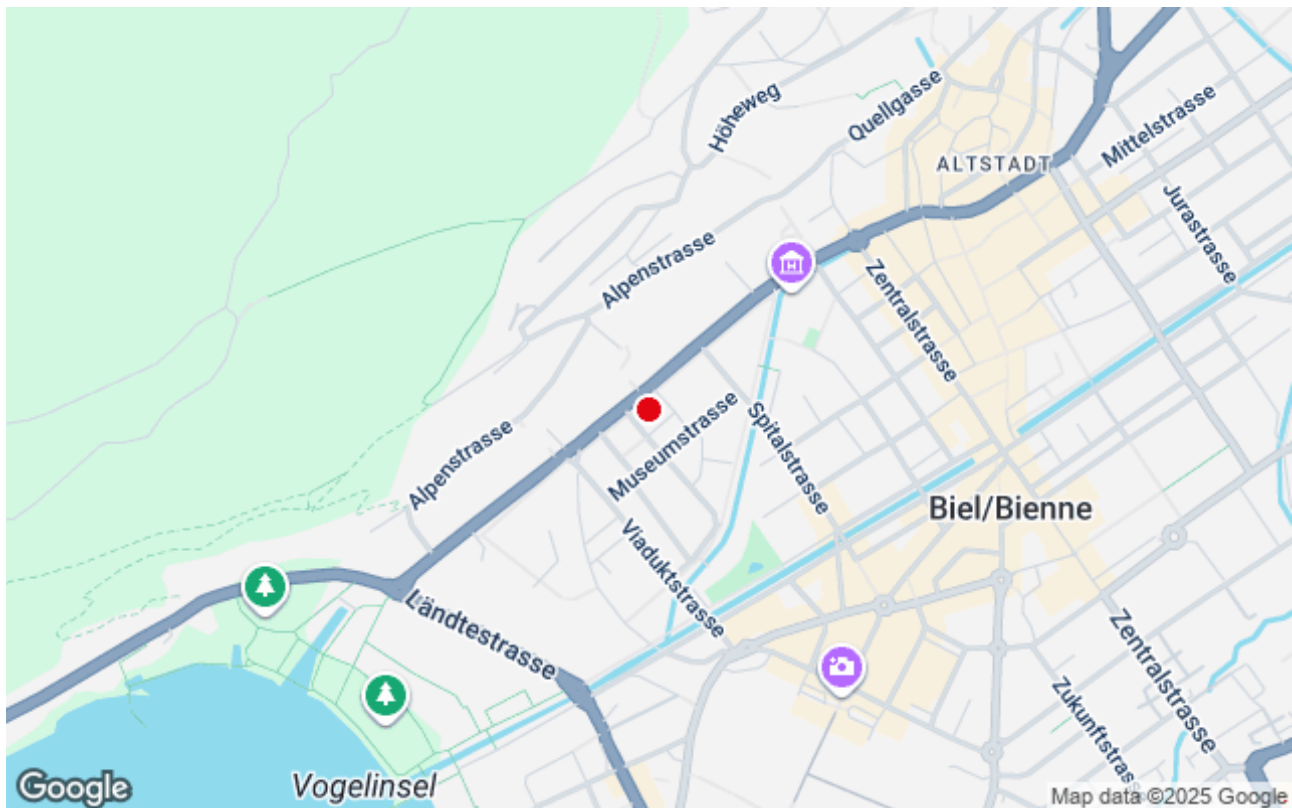 Höheweg
Quellgasse
Mittelstrasse
ALTSTADT
Jurastrasse
Alpenstrasse
Zentralstrasse
Museumstrasse
Spitalstrasse
Alpenstrasse
Biel/Bienne
Viaduktstrasse
Ländtestrasse
Zentralstrasse
Zukunftstrasse
Vogelinsel
Google
Map data ©2025 Google